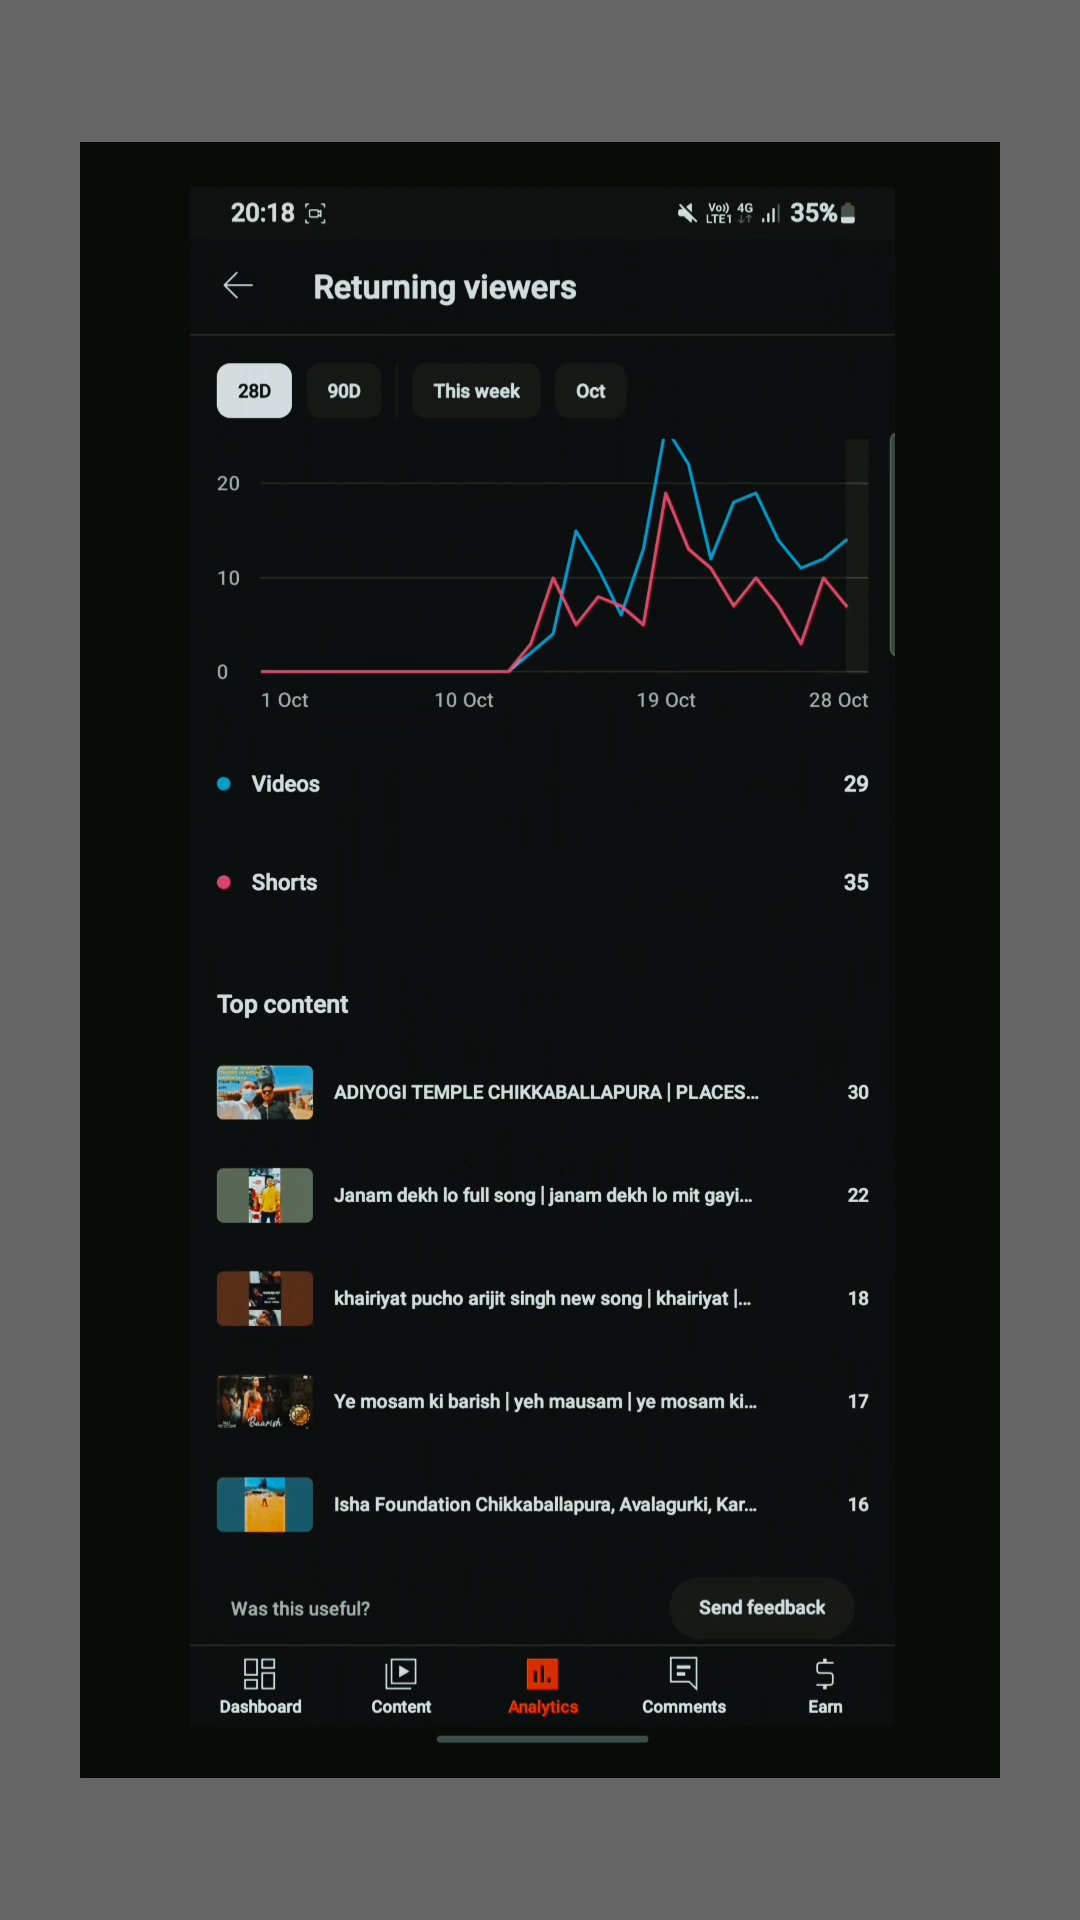 20:18 Vo)) LTE1 4G 35%
Returning viewers
28D 90D This week Oct
20
10
0
1 Oct 10 Oct 19 Oct 28 Oct
Videos 29
Shorts 35
Top content
ADIYOGI TEMPLE CHIKKABALLAPURA | PLACES... 30
Janam dekh lo full song | janam dekh lo mit gayi... 22
khairiyat pucho arijit singh new song | khairiyat |... 18
Baarish
Ye mosam ki barish | yeh mausam | ye mosam ki... 17
Isha Foundation Chikkaballapura, Avalagurki, Kar... 16
Was this useful? Send feedback
Dashboard Content Analytics Comments Earn